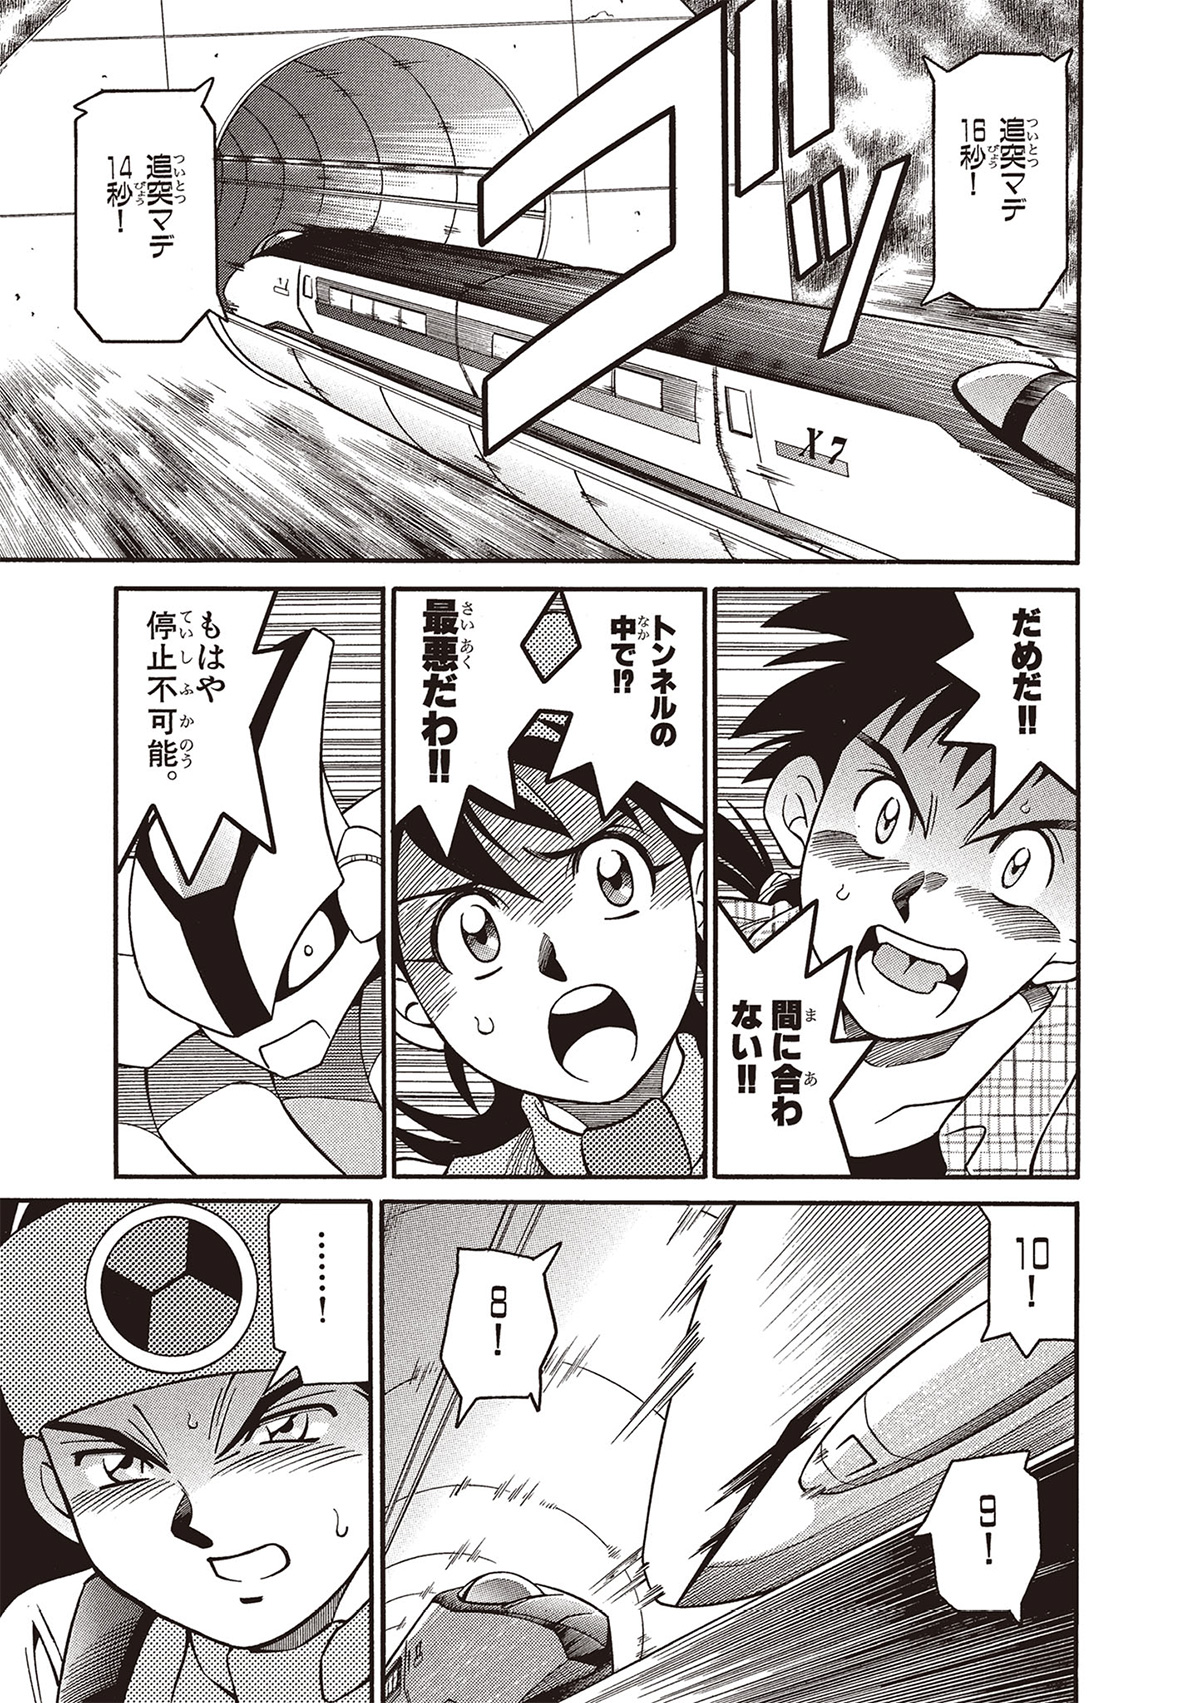 追突マデ
16秒!
ゴゴッ
追突マデ
14秒!
X7
だめだ!!
間に合わ
ない!!
トンネルの
中で!?
最悪だわ!!
もはや
停止不可能。
10!
9!
8!
……!